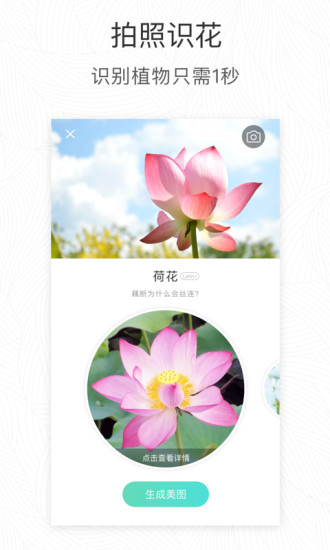 拍照识花
识别植物只需1秒
荷花
藕断为什么会丝连?
点击查看详情
生成美图